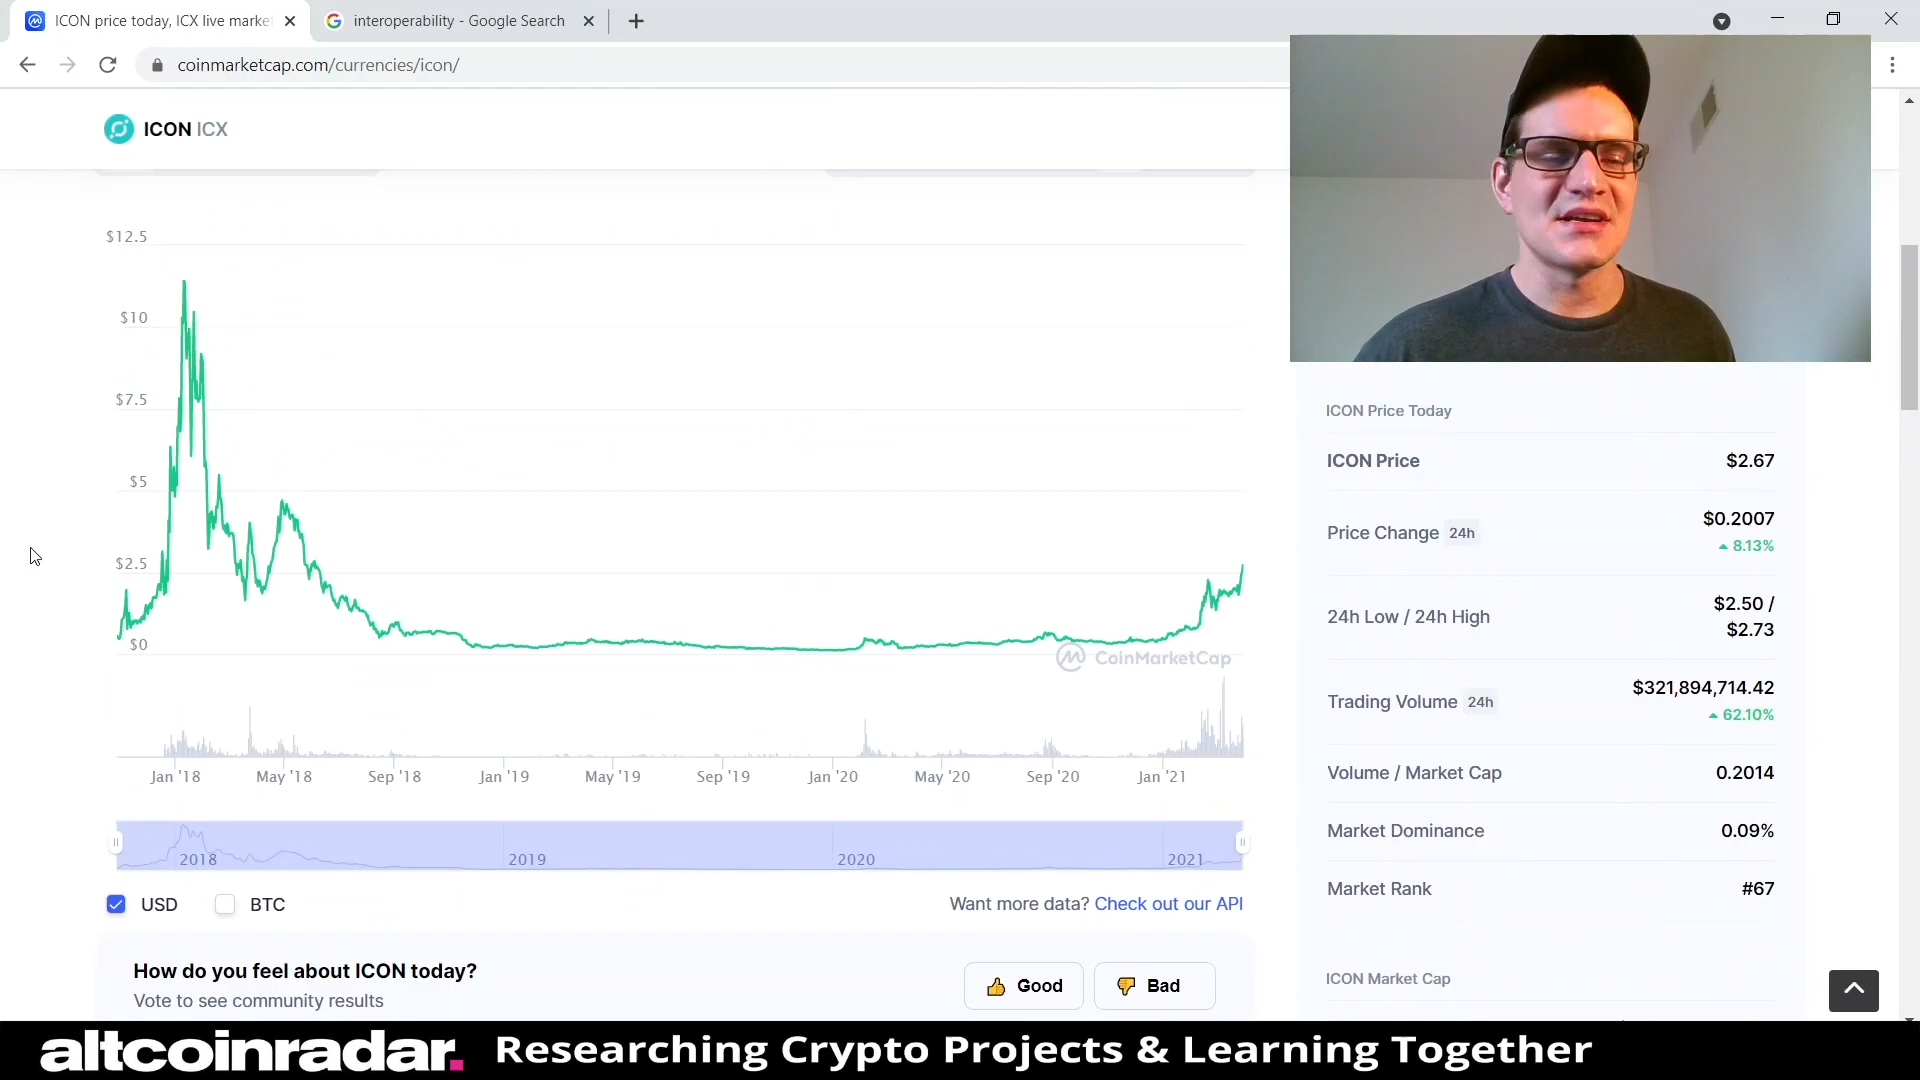 ICON price today, ICX live marke
interoperability - Google Search
coinmarketcap.com/currencies/icon/
ICON ICX
$12.5
$10
$7.5
$5
$2.5
$0
CoinMarketCap
Jan '18 May '18 Sep '18 Jan '19 May '19 Sep '19 Jan '20 May '20 Sep '20 Jan '21
2018 2019 2020 2021
USD BTC
Want more data? Check out our API
How do you feel about ICON today?
Vote to see community results
Good Bad
ICON Price Today
ICON Price $2.67
Price Change 24h $0.2007
8.13%
24h Low / 24h High $2.50 /
$2.73
Trading Volume 24h $321,894,714.42
62.10%
Volume / Market Cap 0.2014
Market Dominance 0.09%
Market Rank #67
ICON Market Cap
altcoinradar. Researching Crypto Projects & Learning Together